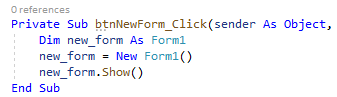 0 references
Private Sub btnNewForm_Click(sender As Object,
Dim new_form As Form1
new_form = New Form1()
new_form.Show()
End Sub